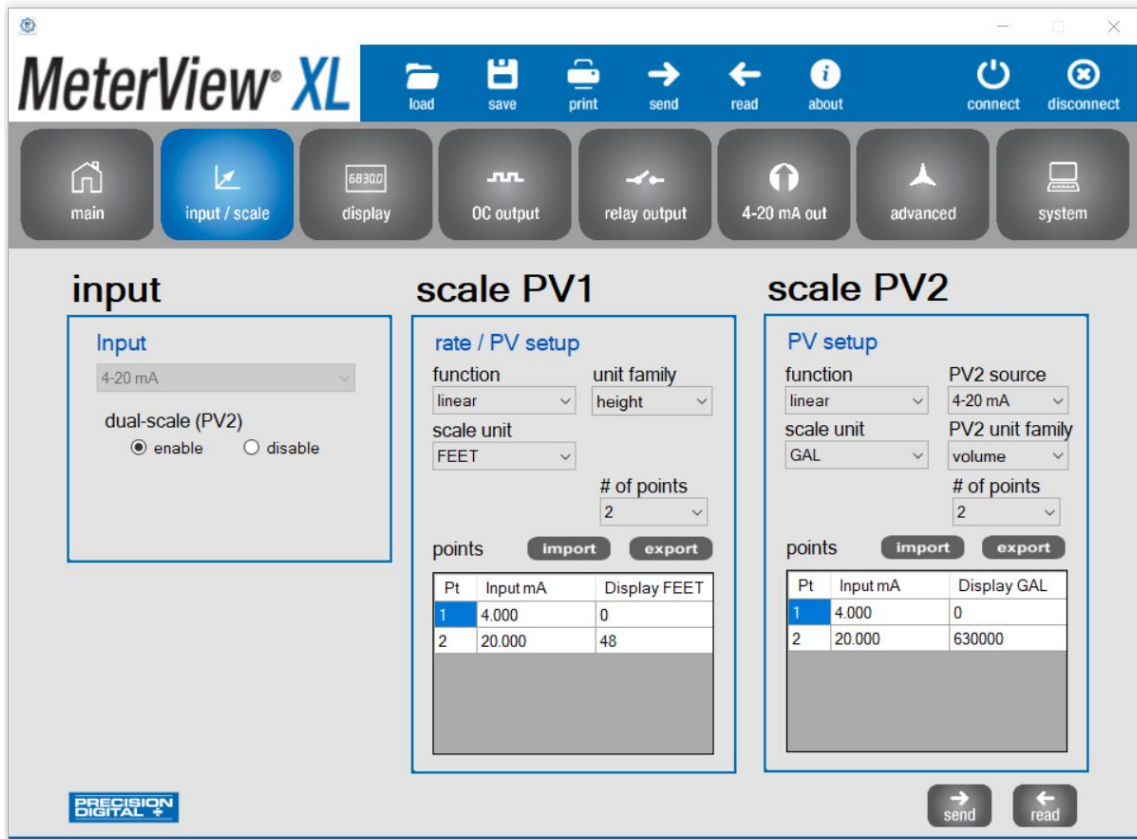 MeterView® XL
load save print send read about connect disconnect
68300
main input / scale display OC output relay output 4-20 mA out advanced system
input scale PV1 scale PV2
Input
4-20 mA
dual-scale (PV2)
enable disable
rate / PV setup
function unit family
linear height
scale unit
FEET
# of points
2
points import export
Pt Input mA Display FEET
1 4.000 0
2 20.000 48
PV setup
function PV2 source
linear 4-20 mA
scale unit PV2 unit family
GAL volume
# of points
2
points import export
Pt Input mA Display GAL
1 4.000 0
2 20.000 630000
PRECISION
DIGITAL
send read